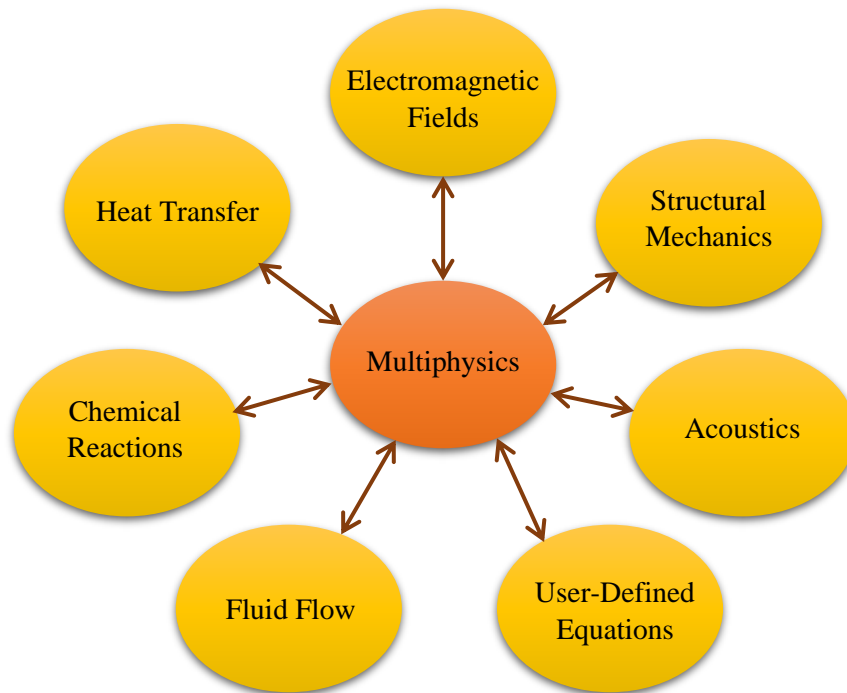 Electromagnetic
Fields
Heat Transfer
Structural
Mechanics
Multiphysics
Chemical
Reactions
Acoustics
Fluid Flow
User-Defined
Equations